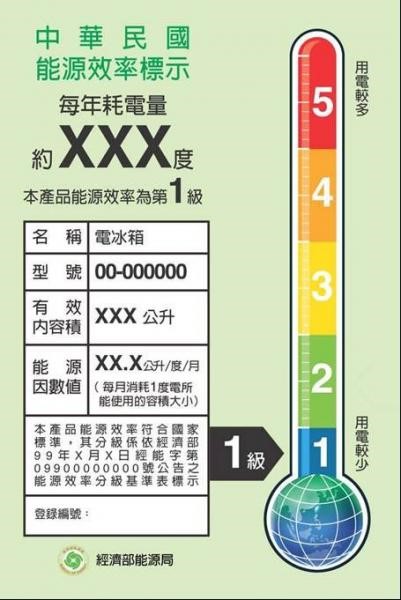 中華民國
能源效率標示
每年耗電量
約XXX度
本產品能源效率為第1級
名稱 電冰箱
型號 00-000000
有效
內容積 XXX公升
能源
因數值 XX.X公升/度/月
(每月消耗1度電所
能使用的容積大小)
本產品能源效率符合國家
標準,其分級係依經濟部
99年X月X日經能字第
09900000000號公告之
能源效率分級基準表標示
登錄編號:
經濟部能源局
1級
用電較多
5
4
3
2
1
用電較少